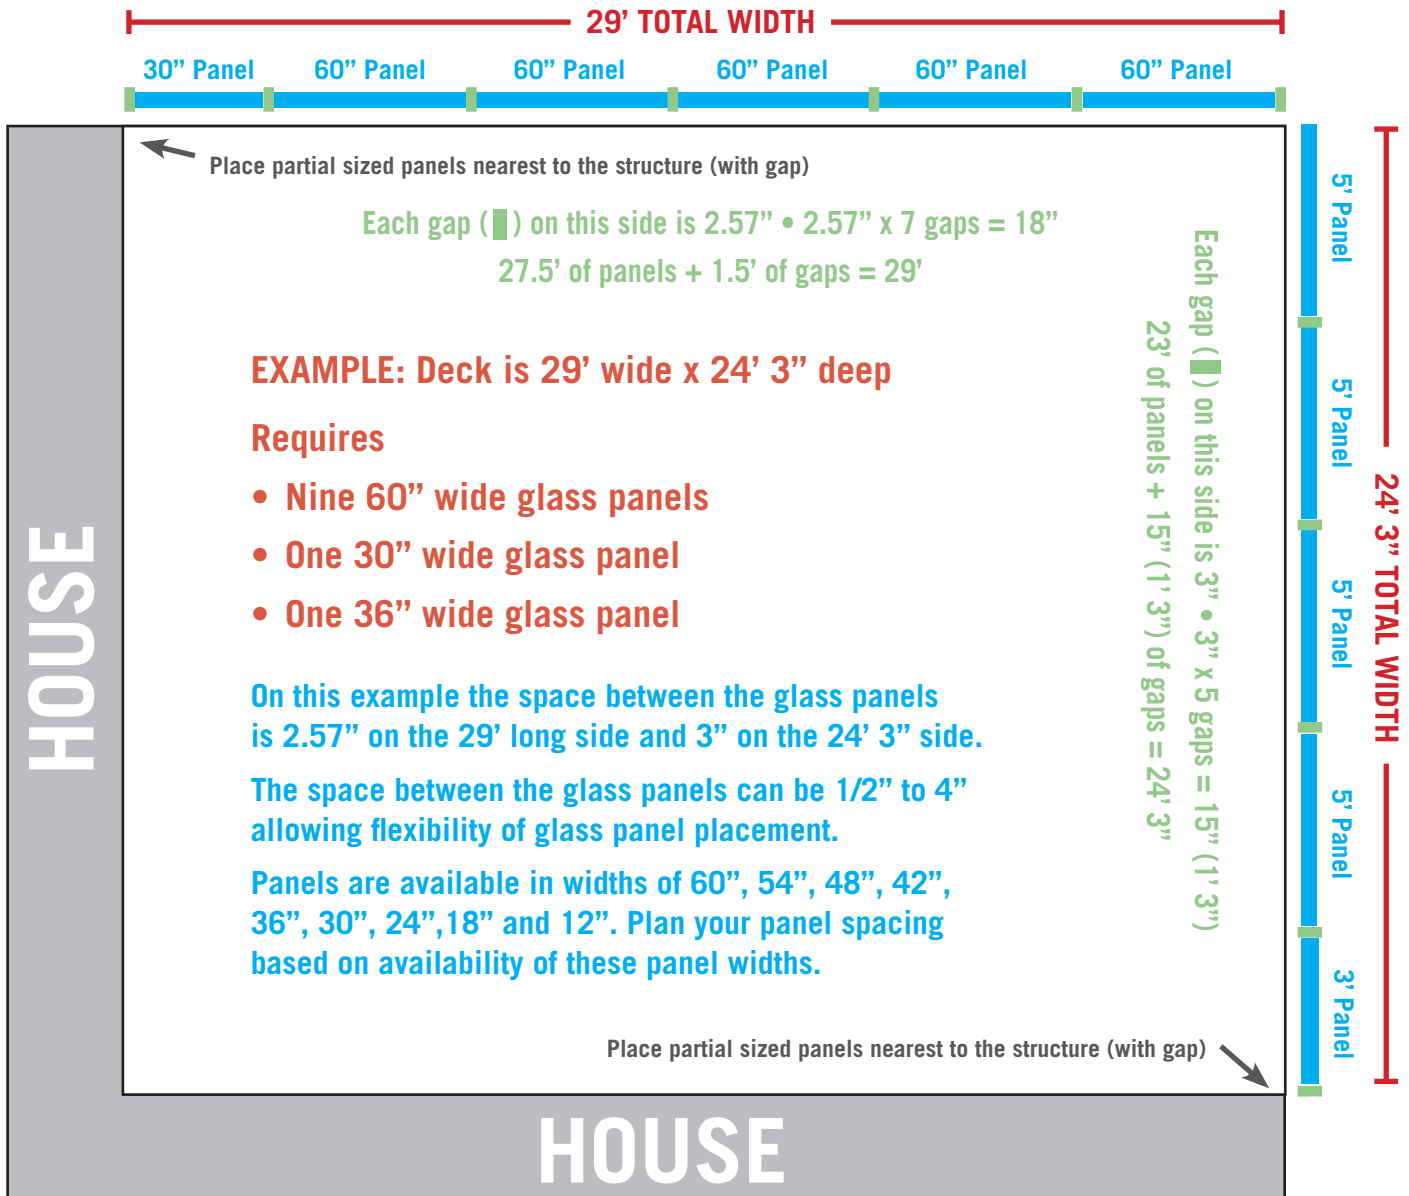 29’ TOTAL WIDTH
30” Panel
60” Panel
60” Panel
60” Panel
60” Panel
60” Panel
Place partial sized panels nearest to the structure (with gap)
Each gap ( ) on this side is 2.57” • 2.57” x 7 gaps = 18”
27.5’ of panels + 1.5’ of gaps = 29’
EXAMPLE: Deck is 29’ wide x 24’ 3” deep
Requires
• Nine 60” wide glass panels
• One 30” wide glass panel
• One 36” wide glass panel
On this example the space between the glass panels
is 2.57” on the 29’ long side and 3” on the 24’ 3” side.
The space between the glass panels can be 1/2” to 4”
allowing flexibility of glass panel placement.
Panels are available in widths of 60”, 54”, 48”, 42”,
36”, 30”, 24”,18” and 12”. Plan your panel spacing
based on availability of these panel widths.
Each gap ( ) on this side is 3” • 3” x 5 gaps = 15” (1’ 3”)
23’ of panels + 15” (1’ 3”) of gaps = 24’ 3”
5’ Panel
5’ Panel
5’ Panel
5’ Panel
3’ Panel
24’ 3” TOTAL WIDTH
Place partial sized panels nearest to the structure (with gap)
HOUSE
HOUSE